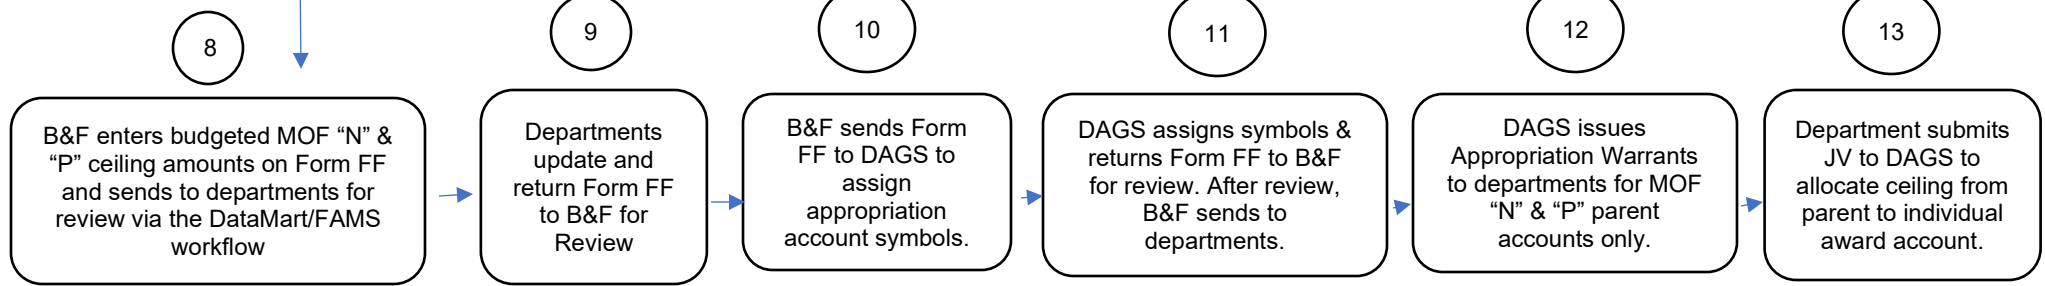 8
B&F enters budgeted MOF “N” &
“P” ceiling amounts on Form FF
and sends to departments for
review via the DataMart/FAMS
workflow
9
Departments
update and
return Form FF
to B&F for
Review
10
B&F sends Form
FF to DAGS to
assign
appropriation
account symbols.
11
DAGS assigns symbols &
returns Form FF to B&F
for review. After review,
B&F sends to
departments.
12
DAGS issues
Appropriation Warrants
to departments for MOF
“N” & “P” parent
accounts only.
13
Department submits
JV to DAGS to
allocate ceiling from
parent to individual
award account.